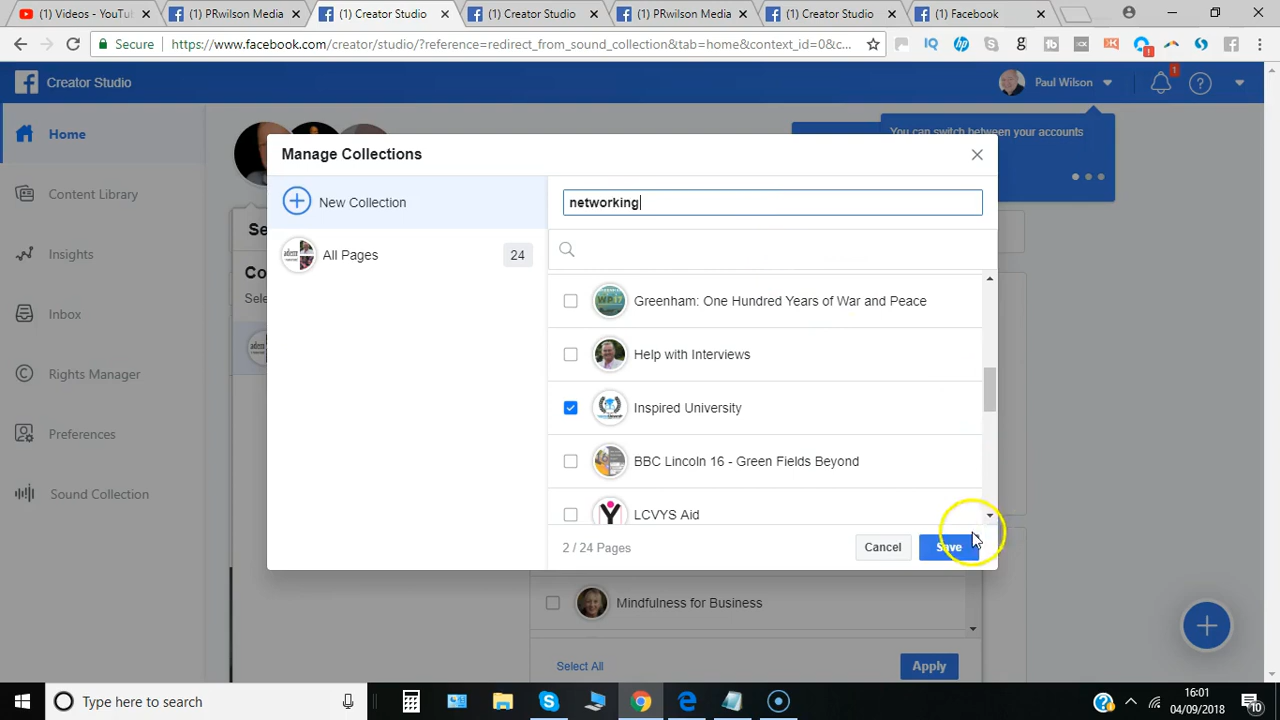 (1) Videos - YouTu
(1) PRwilson Media
(1) Creator Studio
(1) Creator Studio
(1) PRwilson Media
(1) Creator Studio
(1) Facebook
Secure
https://www.facebook.com/creator/studio/?reference=redirect_from_sound_collection&tab=home&context_id=0&c...
Creator Studio
Paul Wilson
1
You can switch between your accounts
Home
Content Library
Insights
Inbox
Rights Manager
Preferences
Sound Collection
Manage Collections
New Collection
networking
All Pages
24
Greenham: One Hundred Years of War and Peace
Help with Interviews
Inspired University
BBC Lincoln 16 - Green Fields Beyond
LCVYS Aid
2 / 24 Pages
Cancel
Save
Mindfulness for Business
Select All
Apply
Type here to search
16:01
04/09/2018
10